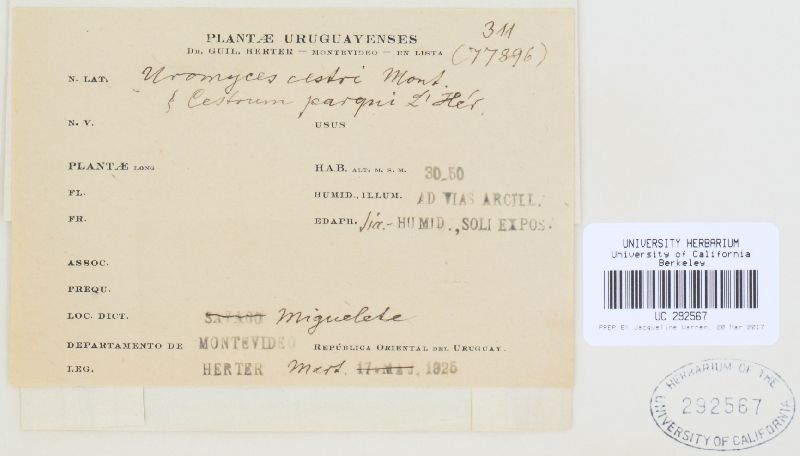 PLANTÆ URUGUAYENSES
311
DR. GUIL. HERTER — MONTEVIDEO — EN LISTA
(77896)
N. LAT. Uromyces cestri Mont.
Cestrum parqui L'Hér.
N. V. USUS
PLANTÆ LONG HAB. ALT. M. S. M. 30-50
FL. HUMID., ILLUM. AD VIAS ARCILL.
FR. EDAPH. HUMID., SOLI EXPOS.
ASSOC.
PREQU.
LOC. DICT. Miguelete
DEPARTAMENTO DE MONTEVIDEO REPÚBLICA ORIENTAL DEL URUGUAY.
LEG. HERTER Mart. 1925
UNIVERSITY HERBARIUM
University of California
Berkeley
UC 292567
PREP BY Jacqueline Warren, 20 Mar 2017
HERBARIUM OF THE
292567
UNIVERSITY OF CALIFORNIA